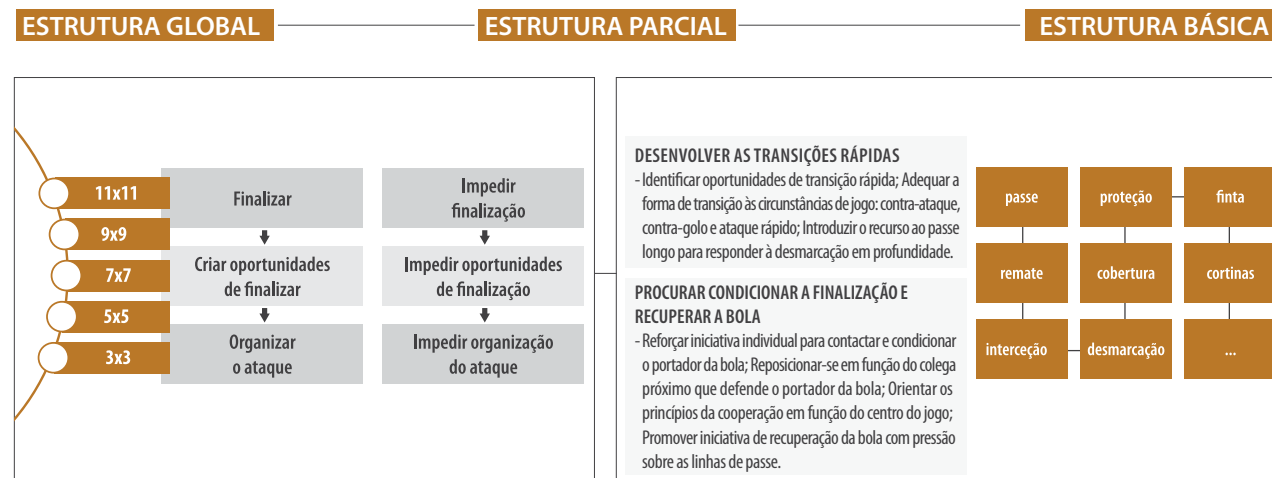 ESTRUTURA GLOBAL
ESTRUTURA PARCIAL
ESTRUTURA BÁSICA
11x11
9x9
7x7
5x5
3x3
Finalizar
Criar oportunidades
de finalizar
Organizar
o ataque
Impedir
finalização
Impedir oportunidades
de finalização
Impedir organização
do ataque
DESENVOLVER AS TRANSIÇÕES RÁPIDAS
- Identificar oportunidades de transição rápida; Adequar a
forma de transição às circunstâncias de jogo: contra-ataque,
contra-golo e ataque rápido; Introduzir o recurso ao passe
longo para responder à desmarcação em profundidade.
PROCURAR CONDICIONAR A FINALIZAÇÃO E
RECUPERAR A BOLA
- Reforçar iniciativa individual para contactar e condicionar
o portador da bola; Reposicionar-se em função do colega
próximo que defende o portador da bola; Orientar os
princípios da cooperação em função do centro do jogo;
Promover iniciativa de recuperação da bola com pressão
sobre as linhas de passe.
passe
proteção
finta
remate
cobertura
cortinas
interceção
desmarcação
...